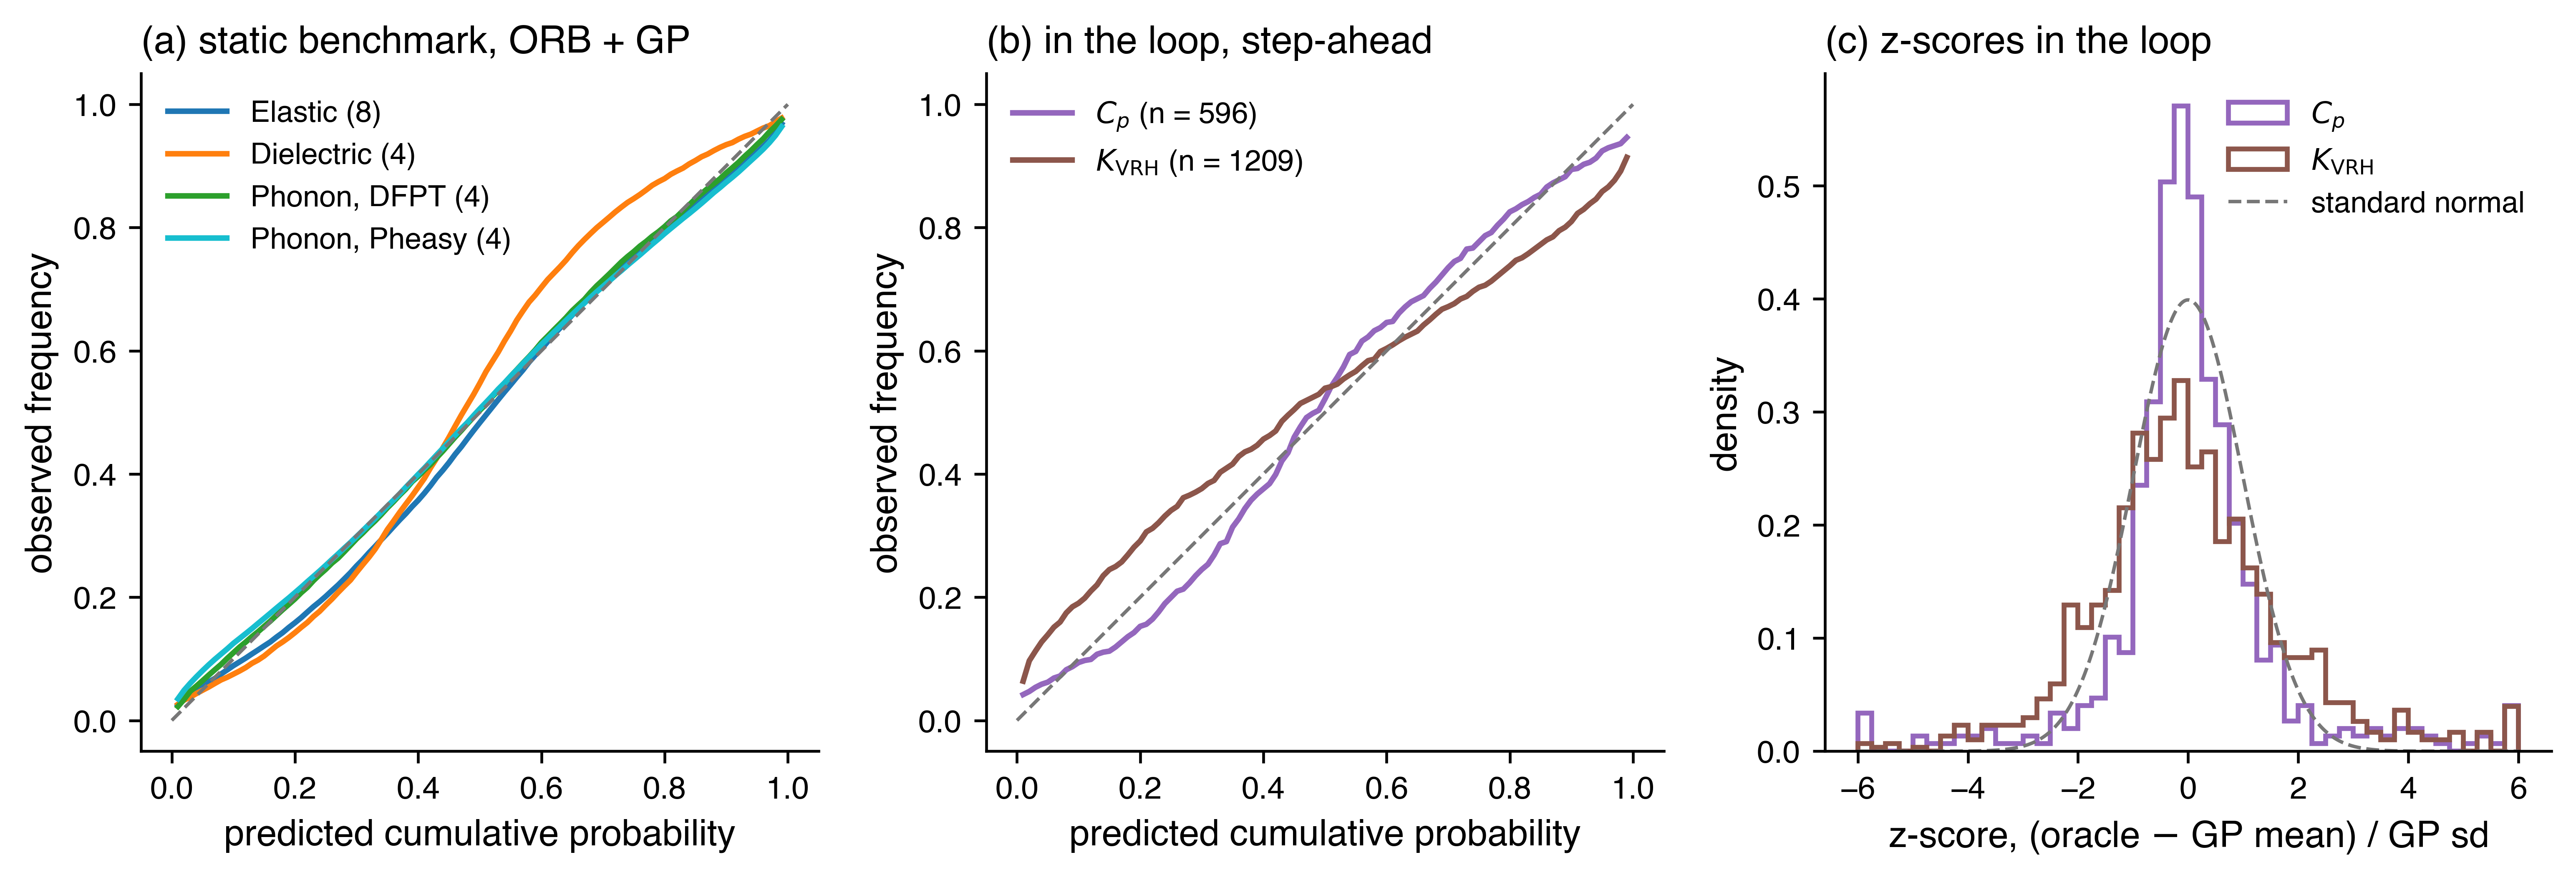 (a) static benchmark, ORB + GP
Elastic (8)
Dielectric (4)
Phonon, DFPT (4)
Phonon, Pheasy (4)
observed frequency
1.0
0.8
0.6
0.4
0.2
0.0
0.0 0.2 0.4 0.6 0.8 1.0
predicted cumulative probability
(b) in the loop, step-ahead
Cp (n = 596)
KVRH (n = 1209)
observed frequency
1.0
0.8
0.6
0.4
0.2
0.0
0.0 0.2 0.4 0.6 0.8 1.0
predicted cumulative probability
(c) z-scores in the loop
Cp
KVRH
standard normal
density
0.5
0.4
0.3
0.2
0.1
0.0
−6 −4 −2 0 2 4 6
z-score, (oracle − GP mean) / GP sd